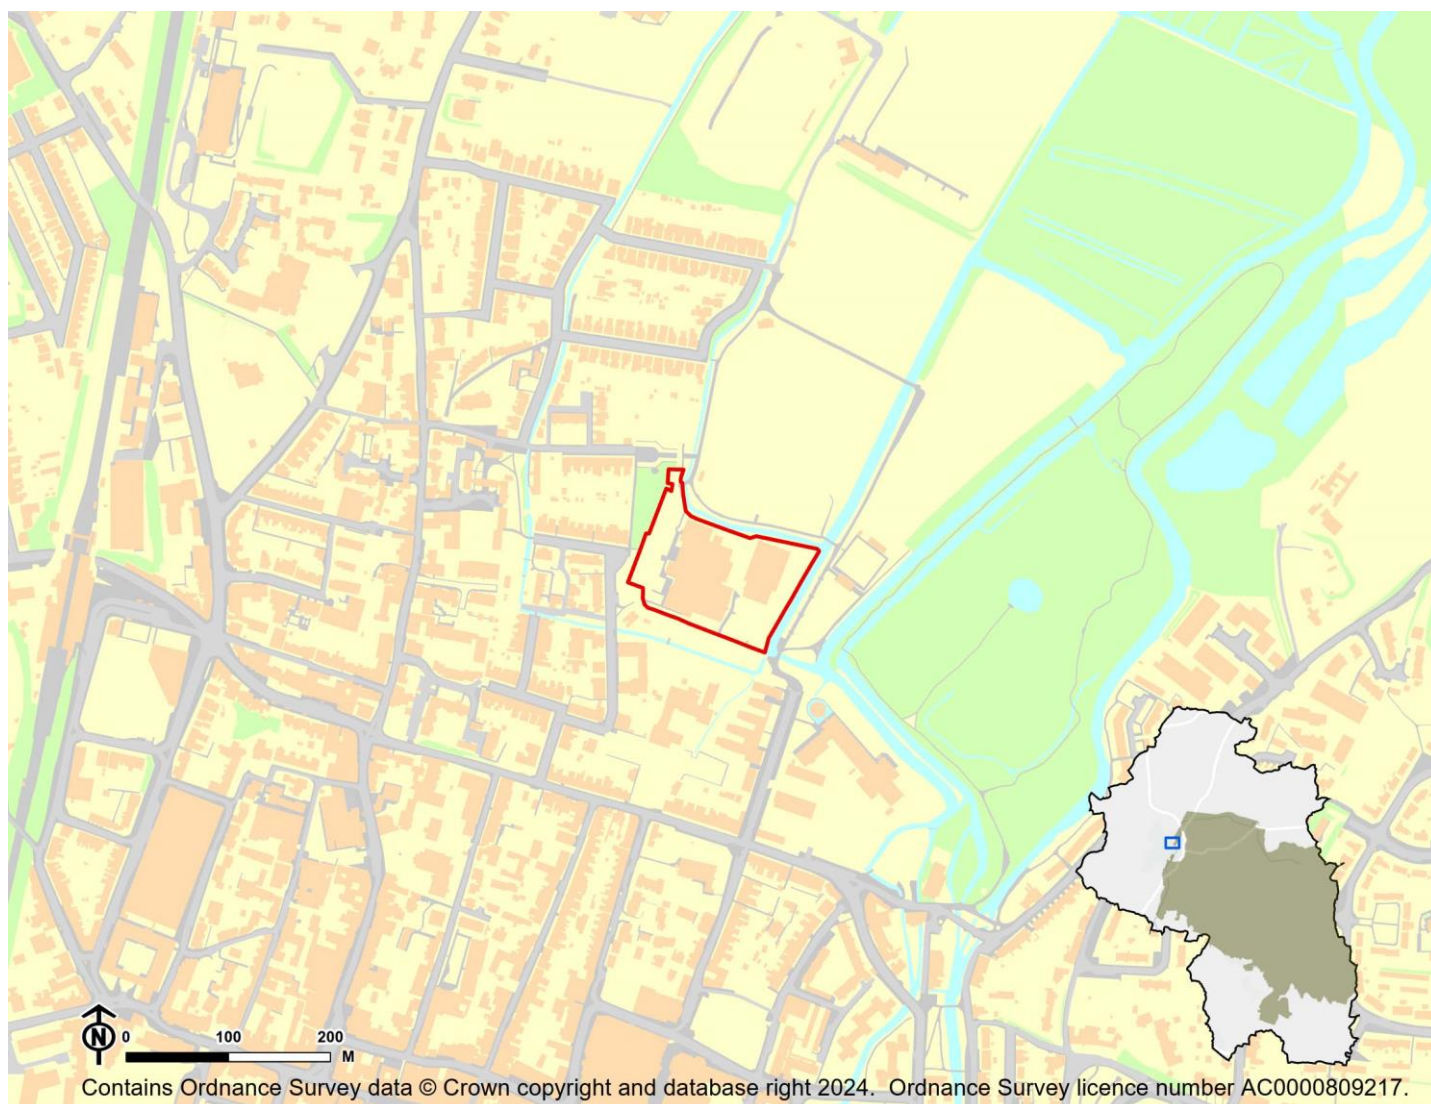 N
0 100 200
M
Contains Ordnance Survey data © Crown copyright and database right 2024. Ordnance Survey licence number AC0000809217.